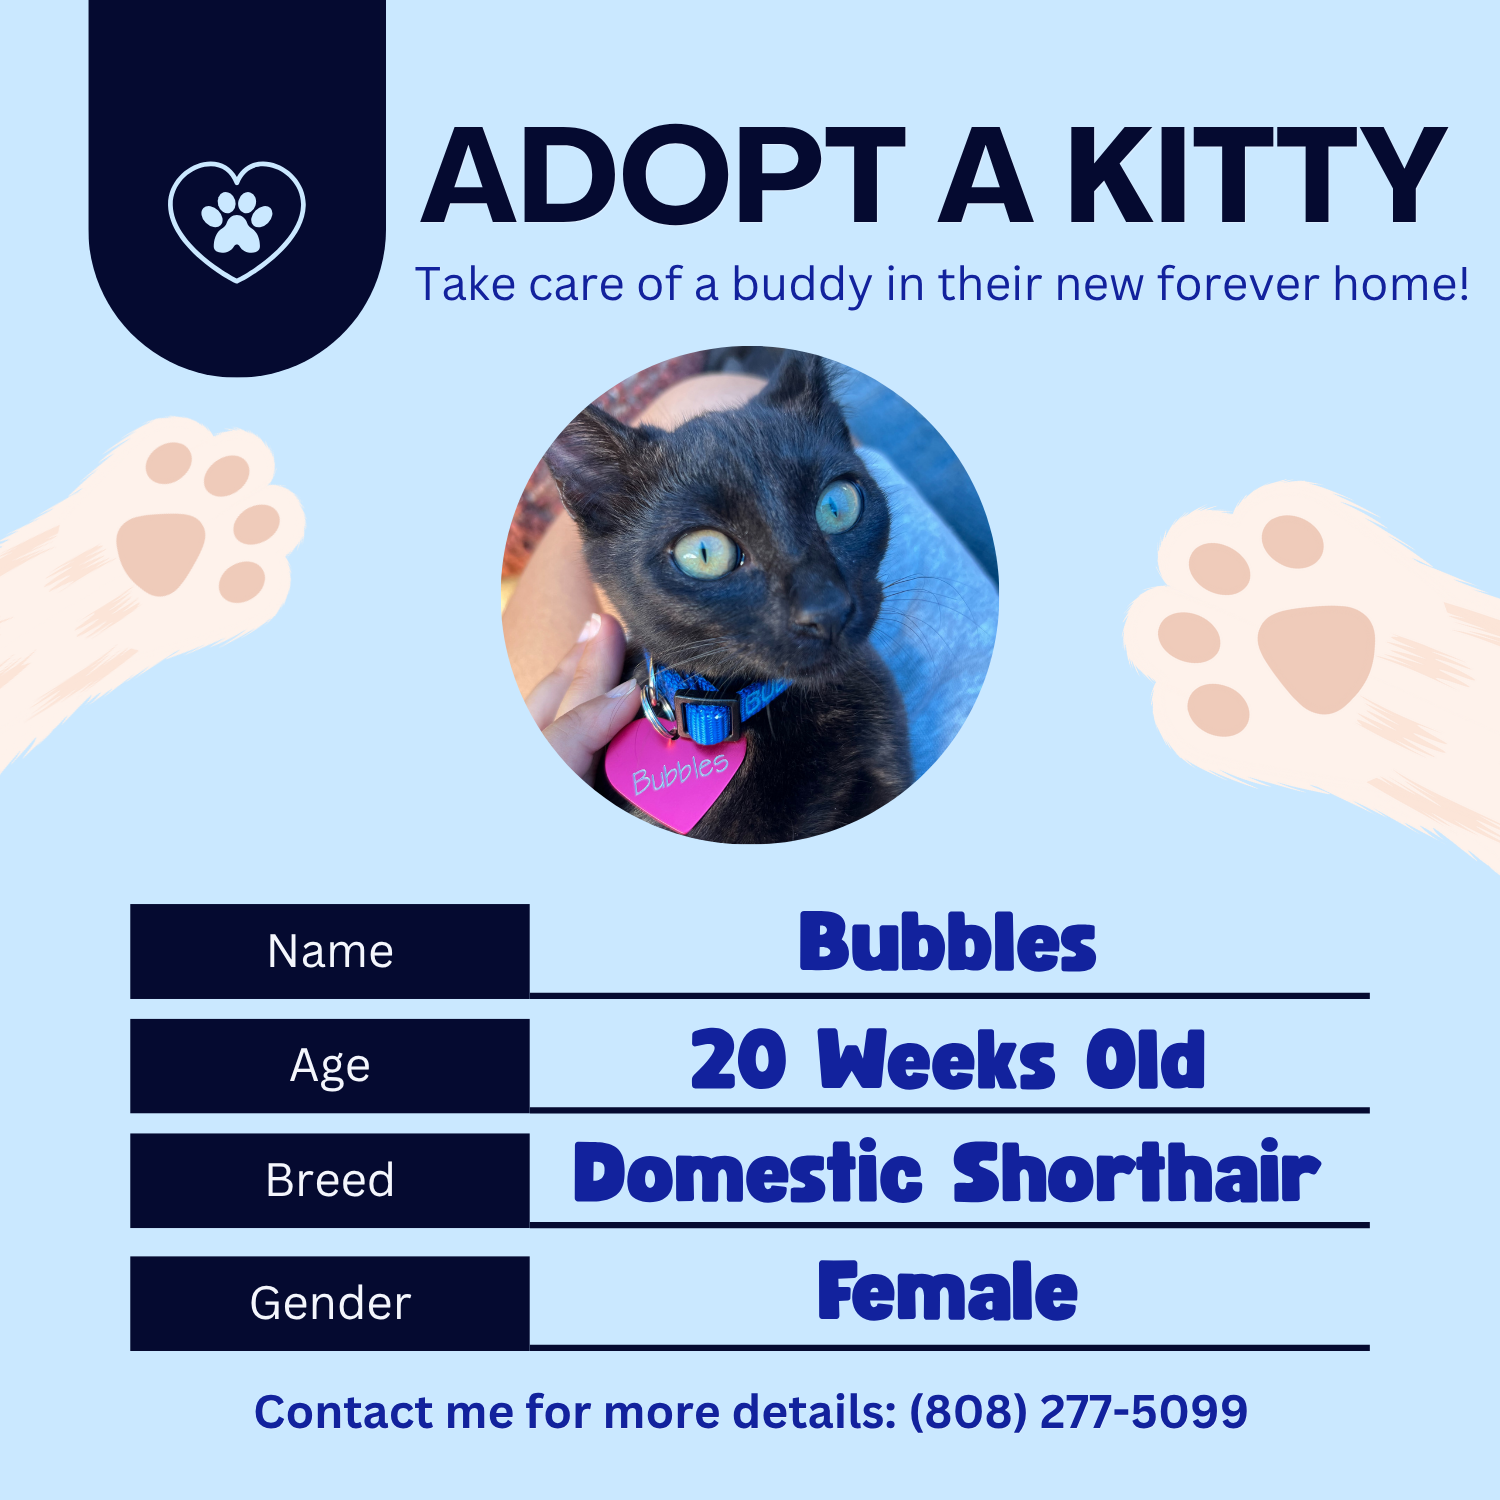 ADOPT A KITTY
Take care of a buddy in their new forever home!
Bubbles
Name
Bubbles
Age
20 Weeks Old
Breed
Domestic Shorthair
Gender
Female
Contact me for more details: (808) 277-5099